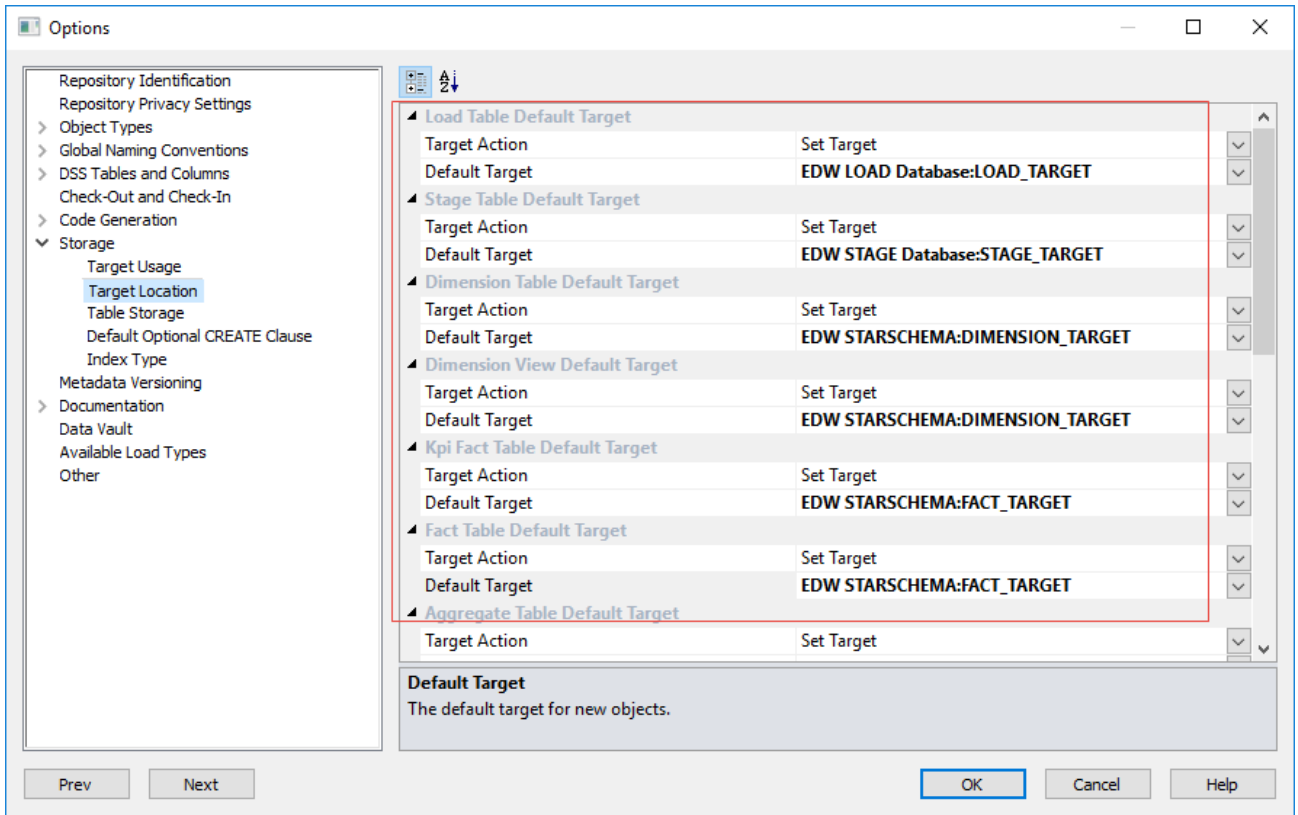 Options
Repository Identification
Repository Privacy Settings
Object Types
Global Naming Conventions
DSS Tables and Columns
Check-Out and Check-In
Code Generation
Storage
Target Usage
Target Location
Table Storage
Default Optional CREATE Clause
Index Type
Metadata Versioning
Documentation
Data Vault
Available Load Types
Other
Load Table Default Target
Target Action Set Target
Default Target EDW LOAD Database:LOAD_TARGET
Stage Table Default Target
Target Action Set Target
Default Target EDW STAGE Database:STAGE_TARGET
Dimension Table Default Target
Target Action Set Target
Default Target EDW STARSCHEMA:DIMENSION_TARGET
Dimension View Default Target
Target Action Set Target
Default Target EDW STARSCHEMA:DIMENSION_TARGET
Kpi Fact Table Default Target
Target Action Set Target
Default Target EDW STARSCHEMA:FACT_TARGET
Fact Table Default Target
Target Action Set Target
Default Target EDW STARSCHEMA:FACT_TARGET
Aggregate Table Default Target
Target Action Set Target
Default Target
The default target for new objects.
Prev Next OK Cancel Help